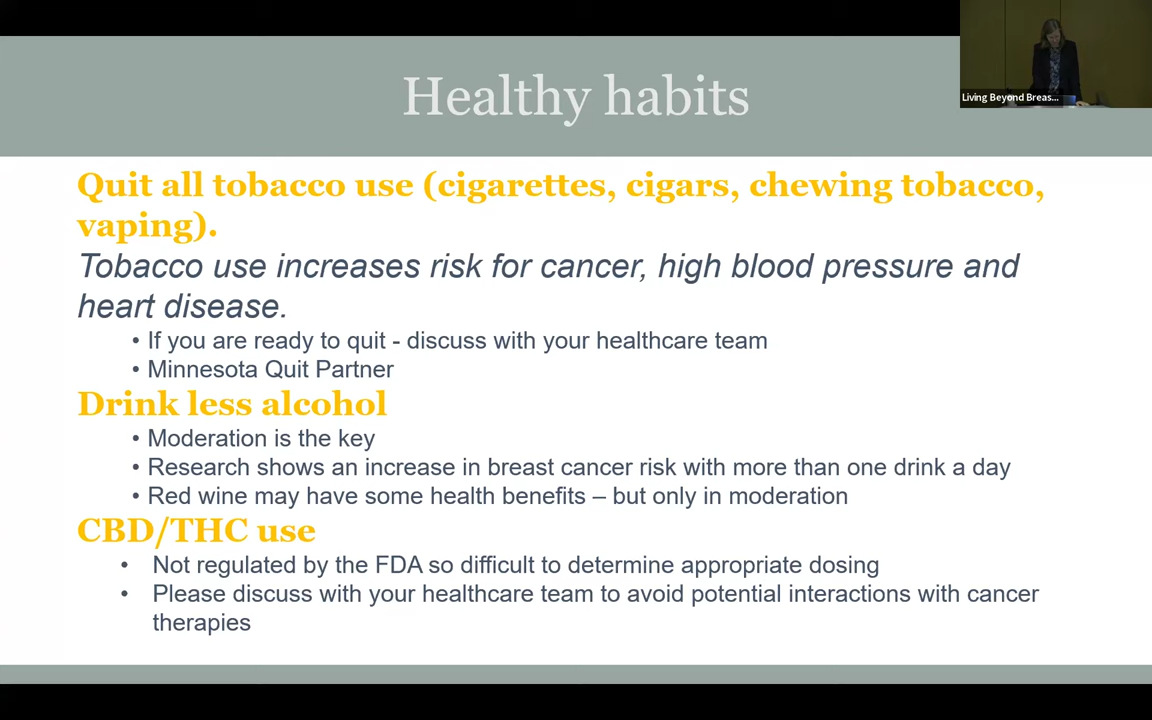 Healthy habits
Living Beyond Breas...
Quit all tobacco use (cigarettes, cigars, chewing tobacco,
vaping).
Tobacco use increases risk for cancer, high blood pressure and
heart disease.
• If you are ready to quit - discuss with your healthcare team
• Minnesota Quit Partner
Drink less alcohol
• Moderation is the key
• Research shows an increase in breast cancer risk with more than one drink a day
• Red wine may have some health benefits – but only in moderation
CBD/THC use
• Not regulated by the FDA so difficult to determine appropriate dosing
• Please discuss with your healthcare team to avoid potential interactions with cancer
therapies